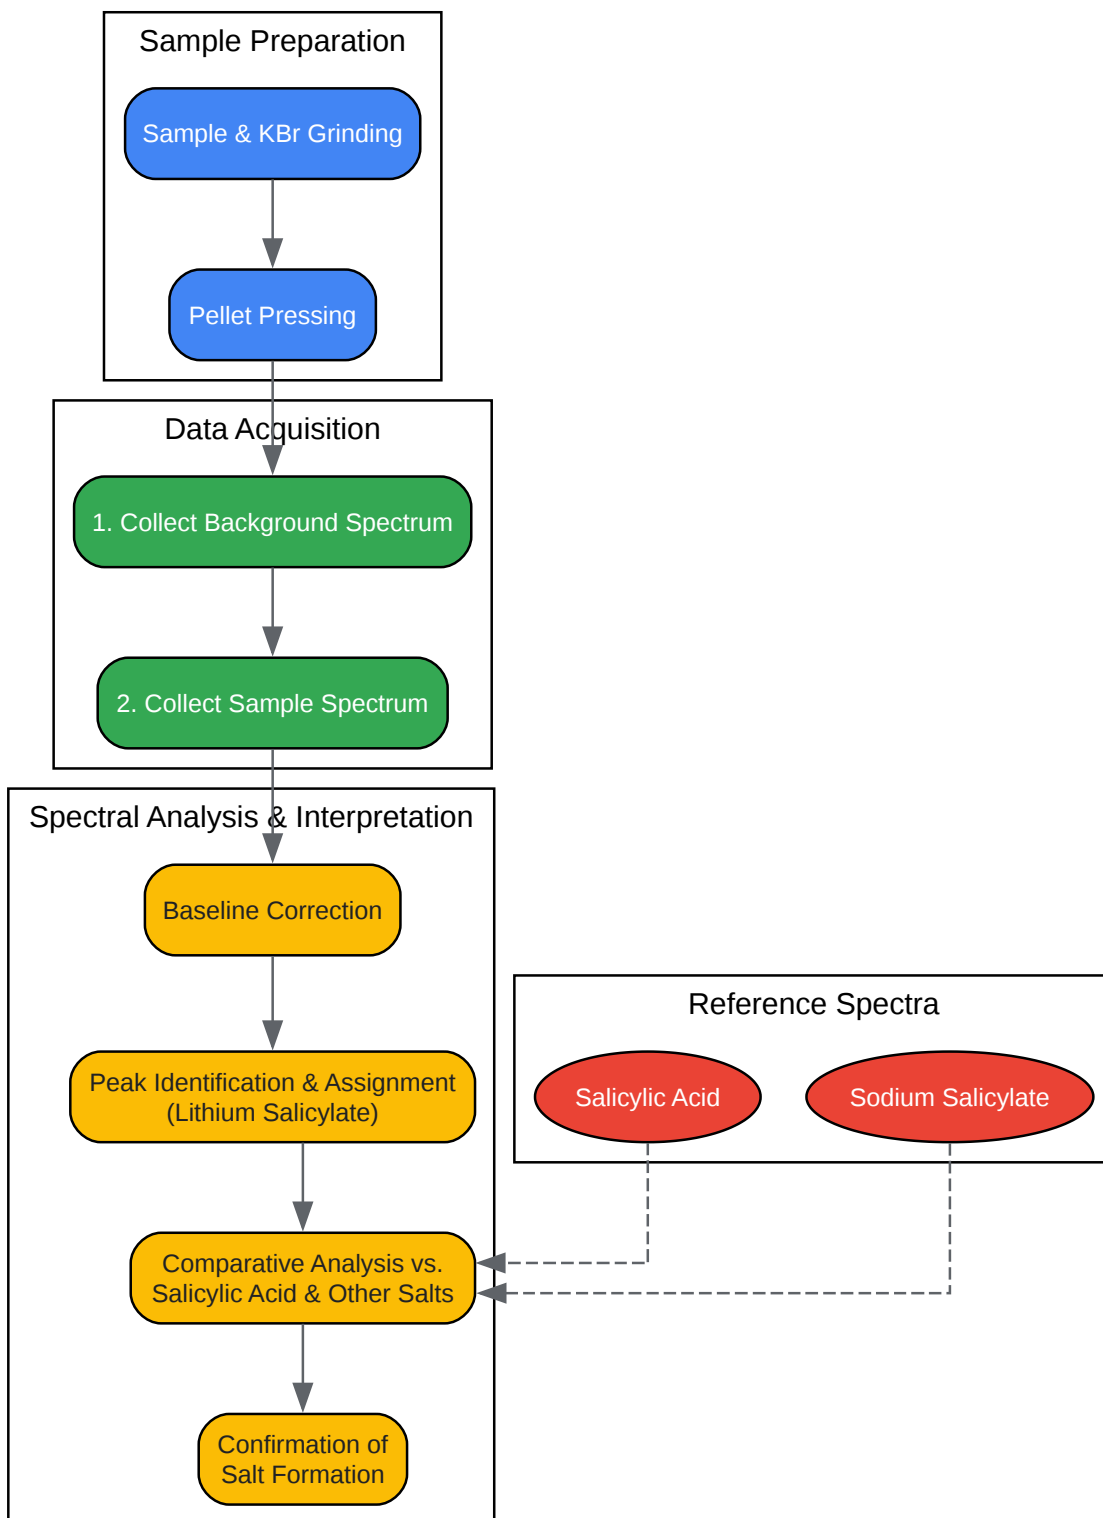 Sample Preparation
Sample & KBr Grinding
Pellet Pressing
Data Acquisition
1. Collect Background Spectrum
2. Collect Sample Spectrum
Spectral Analysis & Interpretation
Baseline Correction
Peak Identification & Assignment
(Lithium Salicylate)
Comparative Analysis vs.
Salicylic Acid & Other Salts
Confirmation of
Salt Formation
Reference Spectra
Salicylic Acid
Sodium Salicylate